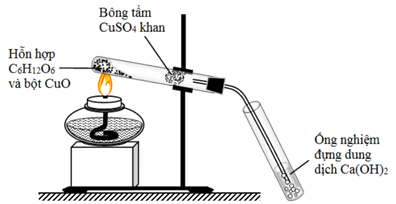 Bông tẩm
CuSO₄ khan
Hỗn hợp
C₆H₁₂O₆
và bột CuO
Ống nghiệm
đựng dung
dịch Ca(OH)₂